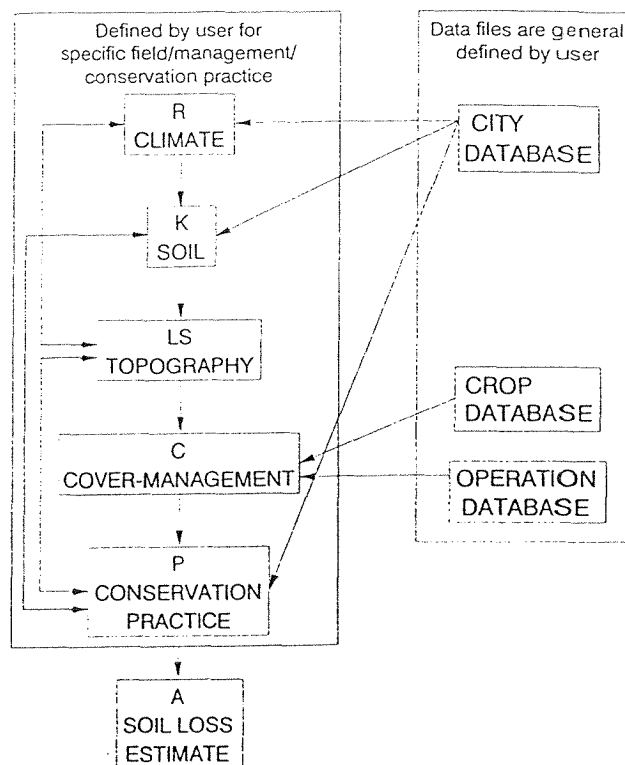 Defined by user for
specific field/management/
conservation practice
R
CLIMATE
K
SOIL
LS
TOPOGRAPHY
C
COVER-MANAGEMENT
P
CONSERVATION
PRACTICE
A
SOIL LOSS
ESTIMATE
Data files are general
defined by user
CITY
DATABASE
CROP
DATABASE
OPERATION
DATABASE